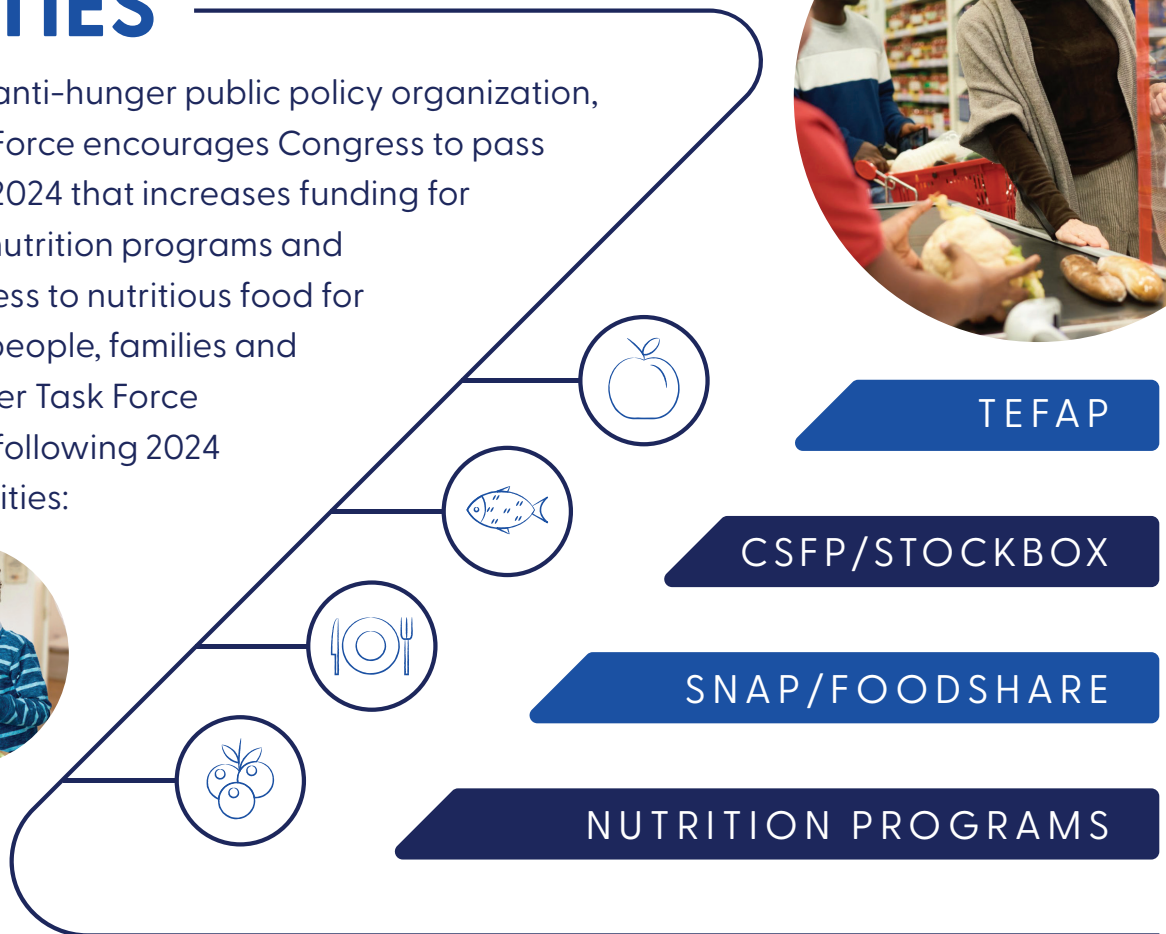 TIES
anti-hunger public policy organization,
Force encourages Congress to pass
2024 that increases funding for
nutrition programs and
ess to nutritious food for
people, families and
er Task Force
following 2024
ities:
TEFAP
CSFP/STOCKBOX
SNAP/FOODSHARE
NUTRITION PROGRAMS